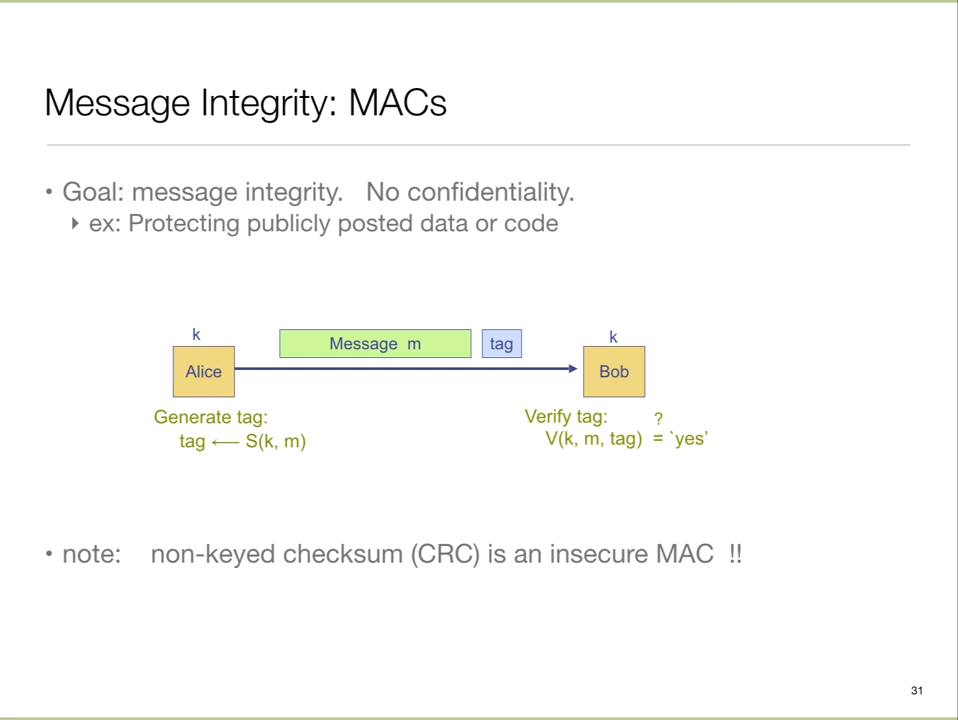 Message Integrity: MACs
• Goal: message integrity. No confidentiality.
‣ ex: Protecting publicly posted data or code
k
Message m
tag
k
Alice
Bob
Generate tag:
tag ⟵ S(k, m)
Verify tag:
?
V(k, m, tag) = `yes’
• note: non-keyed checksum (CRC) is an insecure MAC !!
31